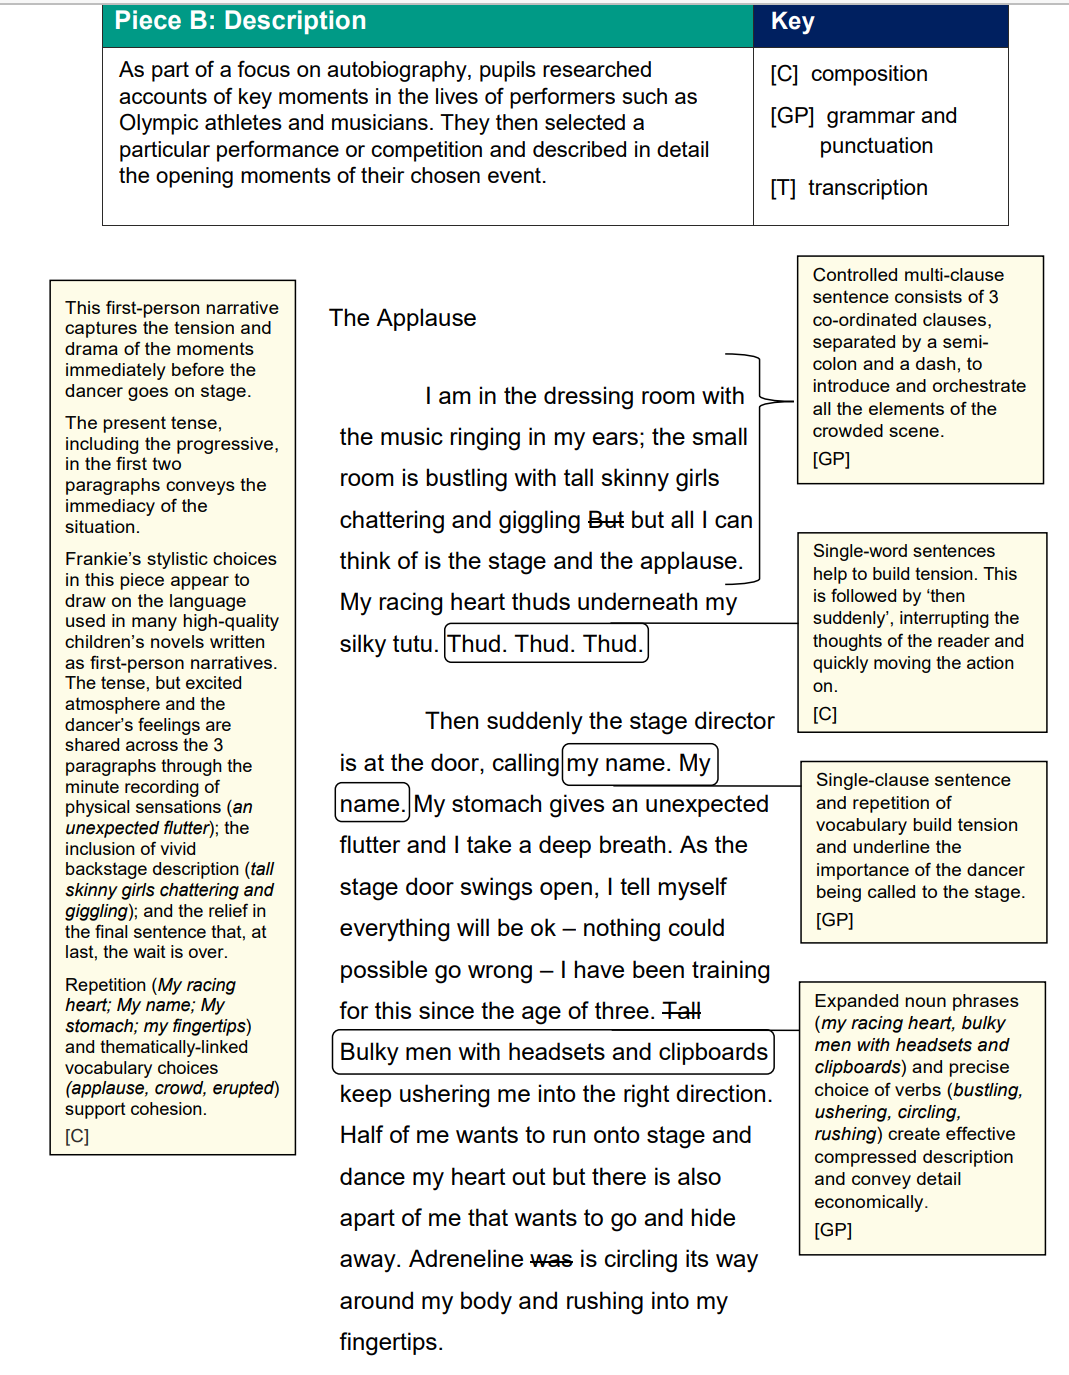 Piece B: Description
Key
As part of a focus on autobiography, pupils researched
accounts of key moments in the lives of performers such as
Olympic athletes and musicians. They then selected a
particular performance or competition and described in detail
the opening moments of their chosen event.
[C] composition
[GP] grammar and
punctuation
[T] transcription
This first-person narrative
captures the tension and
drama of the moments
immediately before the
dancer goes on stage.
The present tense,
including the progressive,
in the first two
paragraphs conveys the
immediacy of the
situation.
Frankie's stylistic choices
in this piece appear to
draw on the language
used in many high-quality
children's novels written
as first-person narratives.
The tense, but excited
atmosphere and the
dancer's feelings are
shared across the 3
paragraphs through the
minute recording of
physical sensations (an
unexpected flutter); the
inclusion of vivid
backstage description (tall
skinny girls chattering and
giggling); and the relief in
the final sentence that, at
last, the wait is over.
Repetition (My racing
heart; My name; My
stomach; my fingertips)
and thematically-linked
vocabulary choices
(applause, crowd, erupted)
support cohesion.
[C]
The Applause
I am in the dressing room with
the music ringing in my ears; the small
room is bustling with tall skinny girls
chattering and giggling But but all I can
think of is the stage and the applause.
My racing heart thuds underneath my
silky tutu. Thud. Thud. Thud.
Then suddenly the stage director
is at the door, calling my name. My
name. My stomach gives an unexpected
flutter and I take a deep breath. As the
stage door swings open, I tell myself
everything will be ok – nothing could
possible go wrong – I have been training
for this since the age of three. Tall
Bulky men with headsets and clipboards
keep ushering me into the right direction.
Half of me wants to run onto stage and
dance my heart out but there is also
apart of me that wants to go and hide
away. Adreneline was is circling its way
around my body and rushing into my
fingertips.
Controlled multi-clause
sentence consists of 3
co-ordinated clauses,
separated by a semi-
colon and a dash, to
introduce and orchestrate
all the elements of the
crowded scene.
[GP]
Single-word sentences
help to build tension. This
is followed by 'then
suddenly', interrupting the
thoughts of the reader and
quickly moving the action
on.
[C]
Single-clause sentence
and repetition of
vocabulary build tension
and underline the
importance of the dancer
being called to the stage.
[GP]
Expanded noun phrases
(my racing heart, bulky
men with headsets and
clipboards) and precise
choice of verbs (bustling,
ushering, circling,
rushing) create effective
compressed description
and convey detail
economically.
[GP]